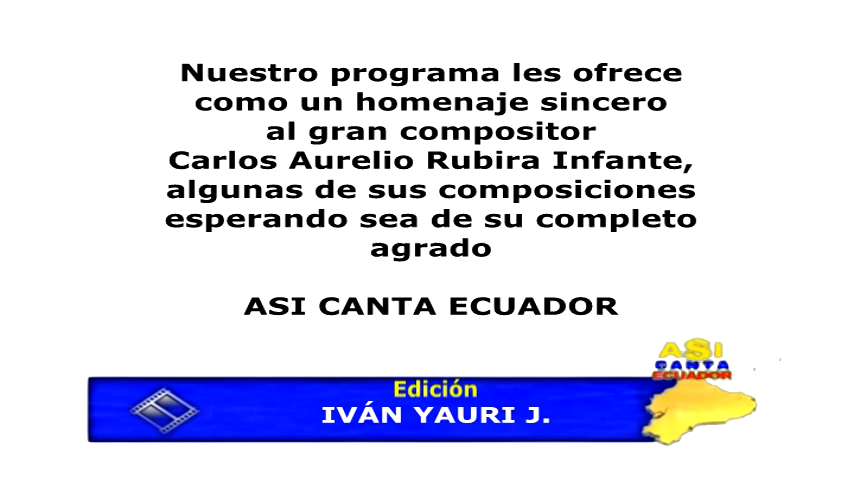 Nuestro programa les ofrece
como un homenaje sincero
al gran compositor
Carlos Aurelio Rubira Infante,
algunas de sus composiciones
esperando sea de su completo
agrado
ASI CANTA ECUADOR
ASI
CANTA
ECUADOR
Edición
IVÁN YAURI J.